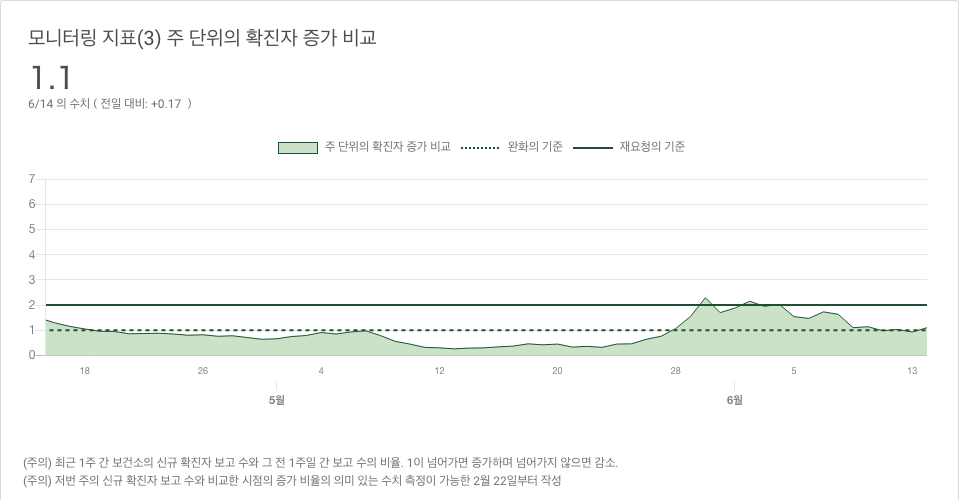 모니터링 지표(3) 주 단위의 확진자 증가 비교
1.1
6/14 의 수치 ( 전일 대비: +0.17 )
주 단위의 확진자 증가 비교 완화의 기준 재요청의 기준
7
6
5
4
3
2
1
0
18 26 4 12 20 28 5 13
5월 6월
(주의) 최근 1주 간 보건소의 신규 확진자 보고 수와 그 전 1주일 간 보고 수의 비율. 1이 넘어가면 증가하며 넘어가지 않으면 감소.
(주의) 저번 주의 신규 확진자 보고 수와 비교한 시점의 증가 비율의 의미 있는 수치 측정이 가능한 2월 22일부터 작성